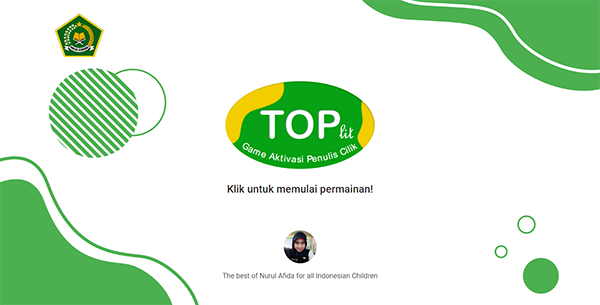 TOP lit
Game Aktivasi Penulis Cilik
Klik untuk memulai permainan!
The best of Nurul Afida for all Indonesian Children